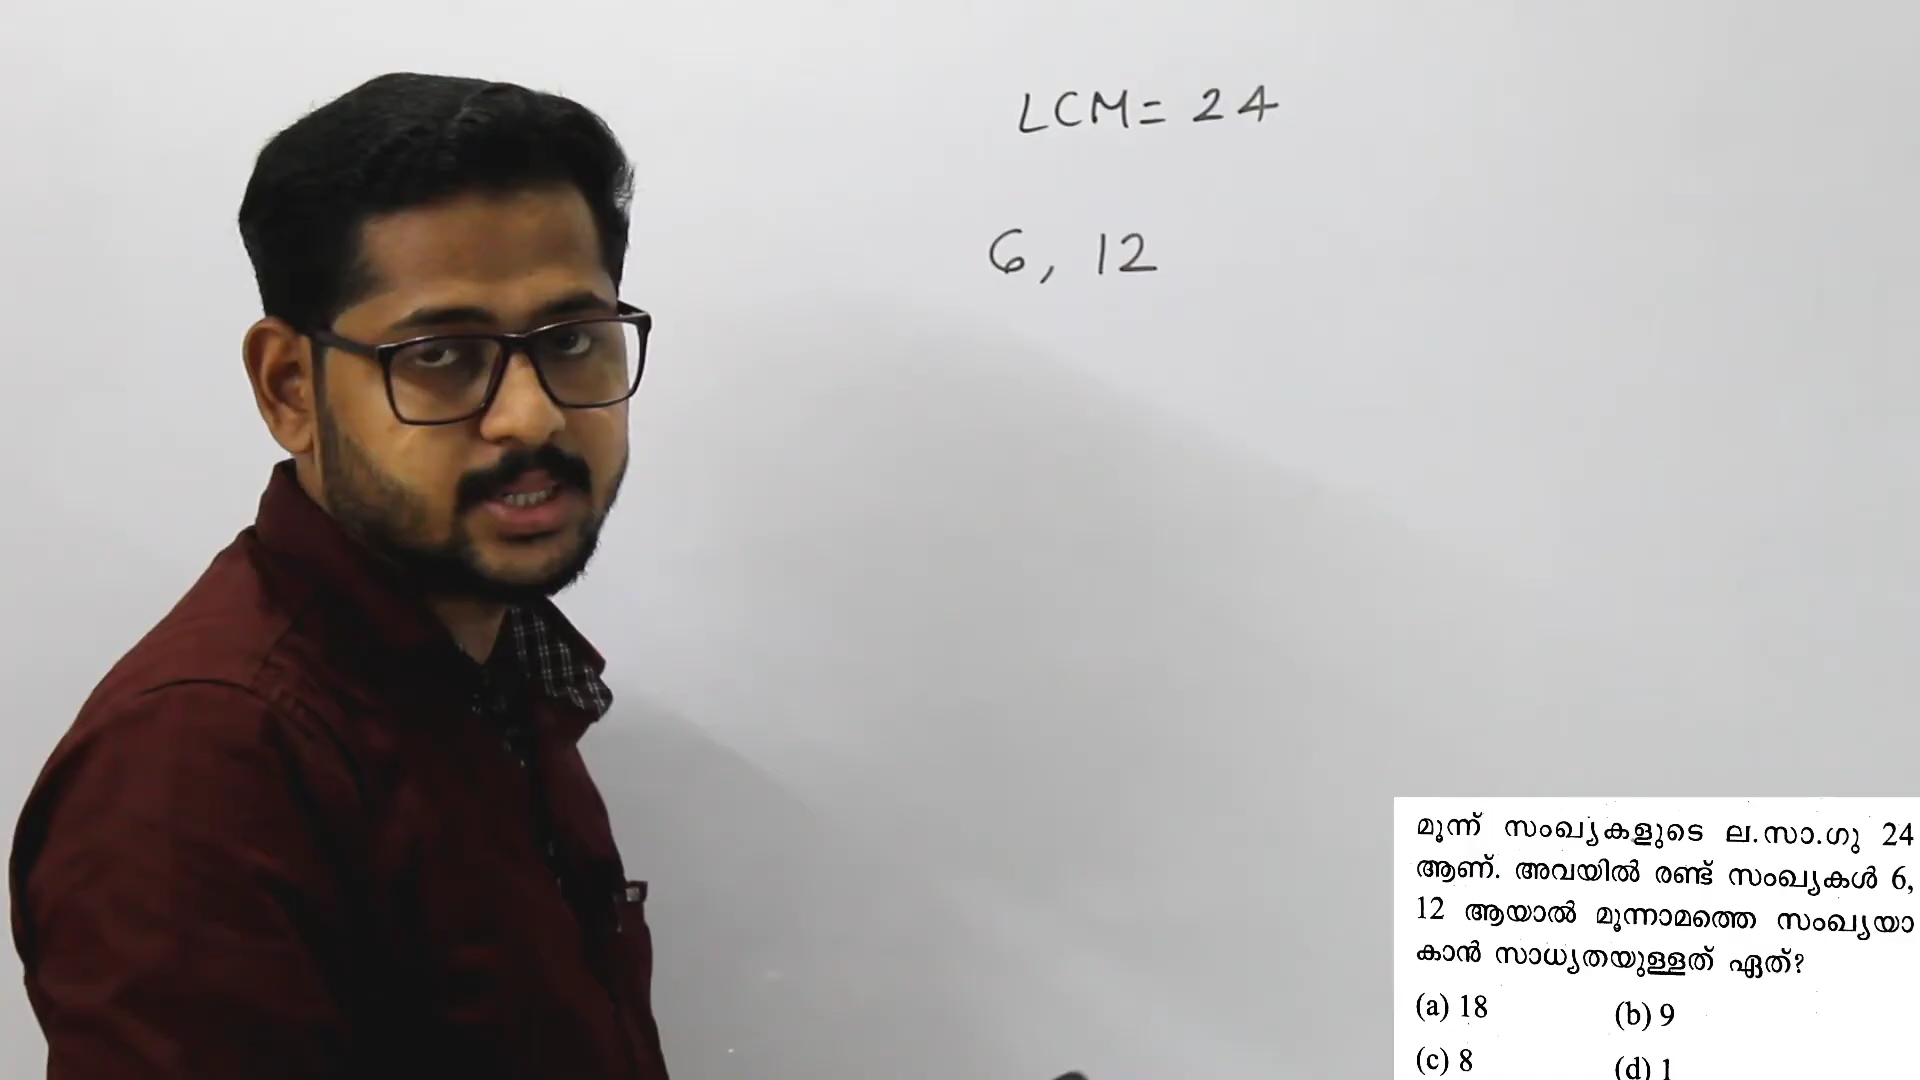 LCM = 24
6, 12
മൂന്ന് സംഖ്യകളുടെ ല.സാ.ഗു 24
ആണ്. അവയിൽ രണ്ട് സംഖ്യകൾ 6,
12 ആയാൽ മൂന്നാമത്തെ സംഖ്യയാ
കാൻ സാധ്യതയുള്ളത് ഏത്?
(a) 18 (b) 9
(c) 8 (d) 1